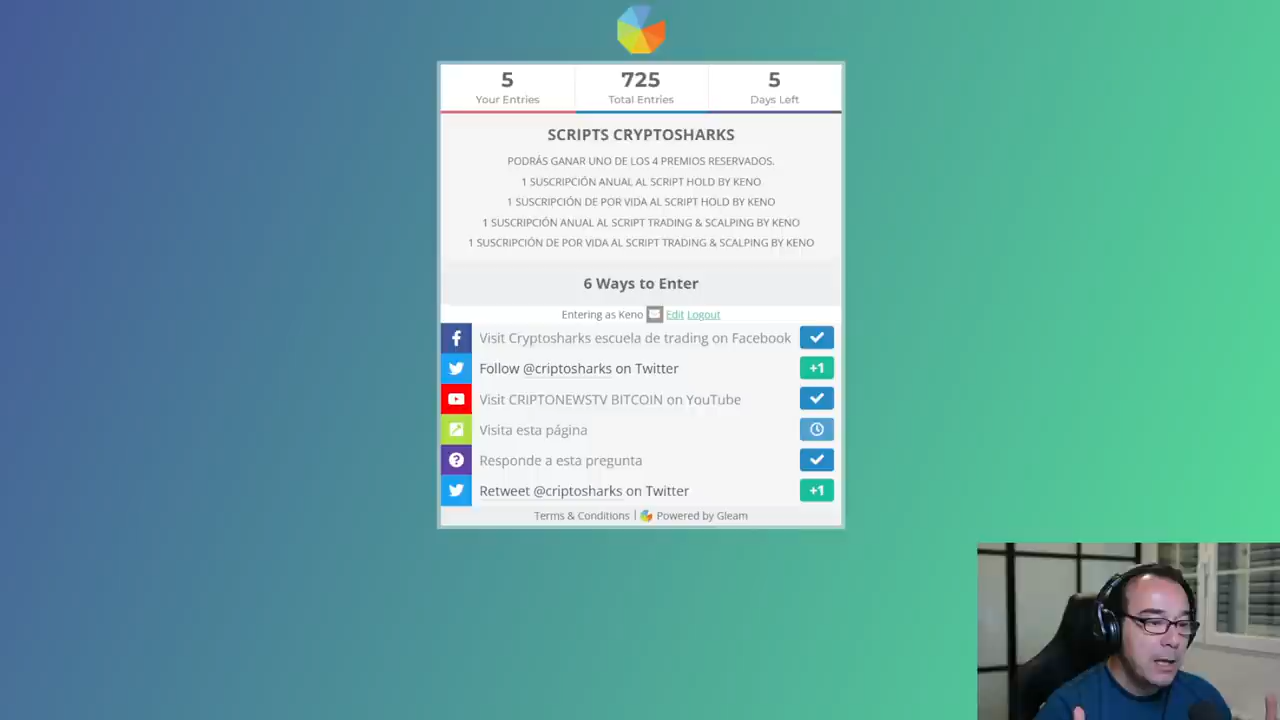 5
Your Entries
725
Total Entries
5
Days Left
SCRIPTS CRYPTOSHARKS
PODRÁS GANAR UNO DE LOS 4 PREMIOS RESERVADOS.
1 SUSCRIPCIÓN ANUAL AL SCRIPT HOLD BY KENO
1 SUSCRIPCIÓN DE POR VIDA AL SCRIPT HOLD BY KENO
1 SUSCRIPCIÓN ANUAL AL SCRIPT TRADING & SCALPING BY KENO
1 SUSCRIPCIÓN DE POR VIDA AL SCRIPT TRADING & SCALPING BY KENO
6 Ways to Enter
Entering as Keno Edit Logout
Visit Cryptosharks escuela de trading on Facebook
Follow @criptosharks on Twitter +1
Visit CRIPTONEWSTV BITCOIN on YouTube
Visita esta página
Responde a esta pregunta
Retweet @criptosharks on Twitter +1
Terms & Conditions | Powered by Gleam